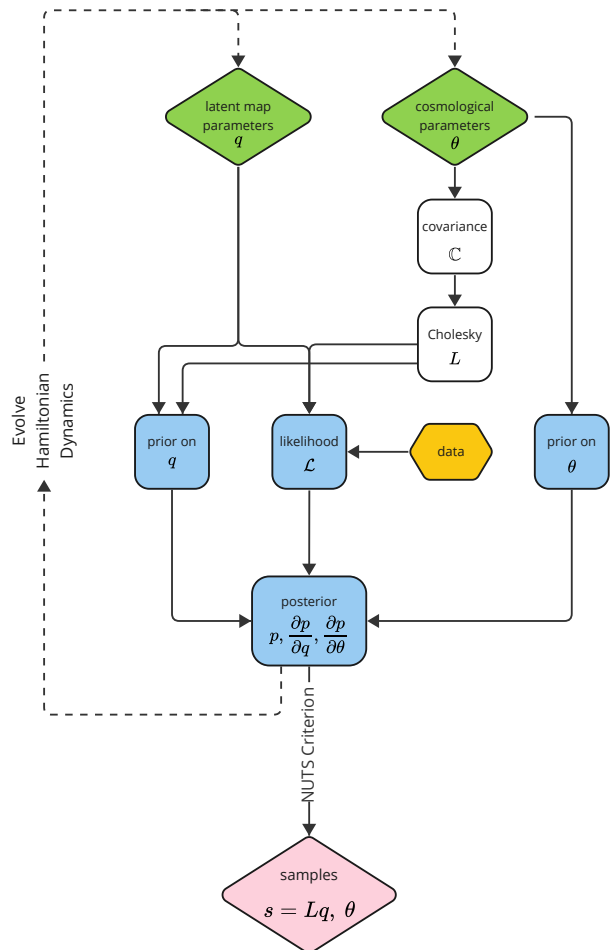 latent map
parameters
q
cosmological
parameters
θ
covariance
ℂ
Cholesky
L
Evolve
Hamiltonian
Dynamics
prior on
q
likelihood
ℒ
data
prior on
θ
posterior
p, ∂p/∂q, ∂p/∂θ
NUTS Criterion
samples
s = Lq, θ